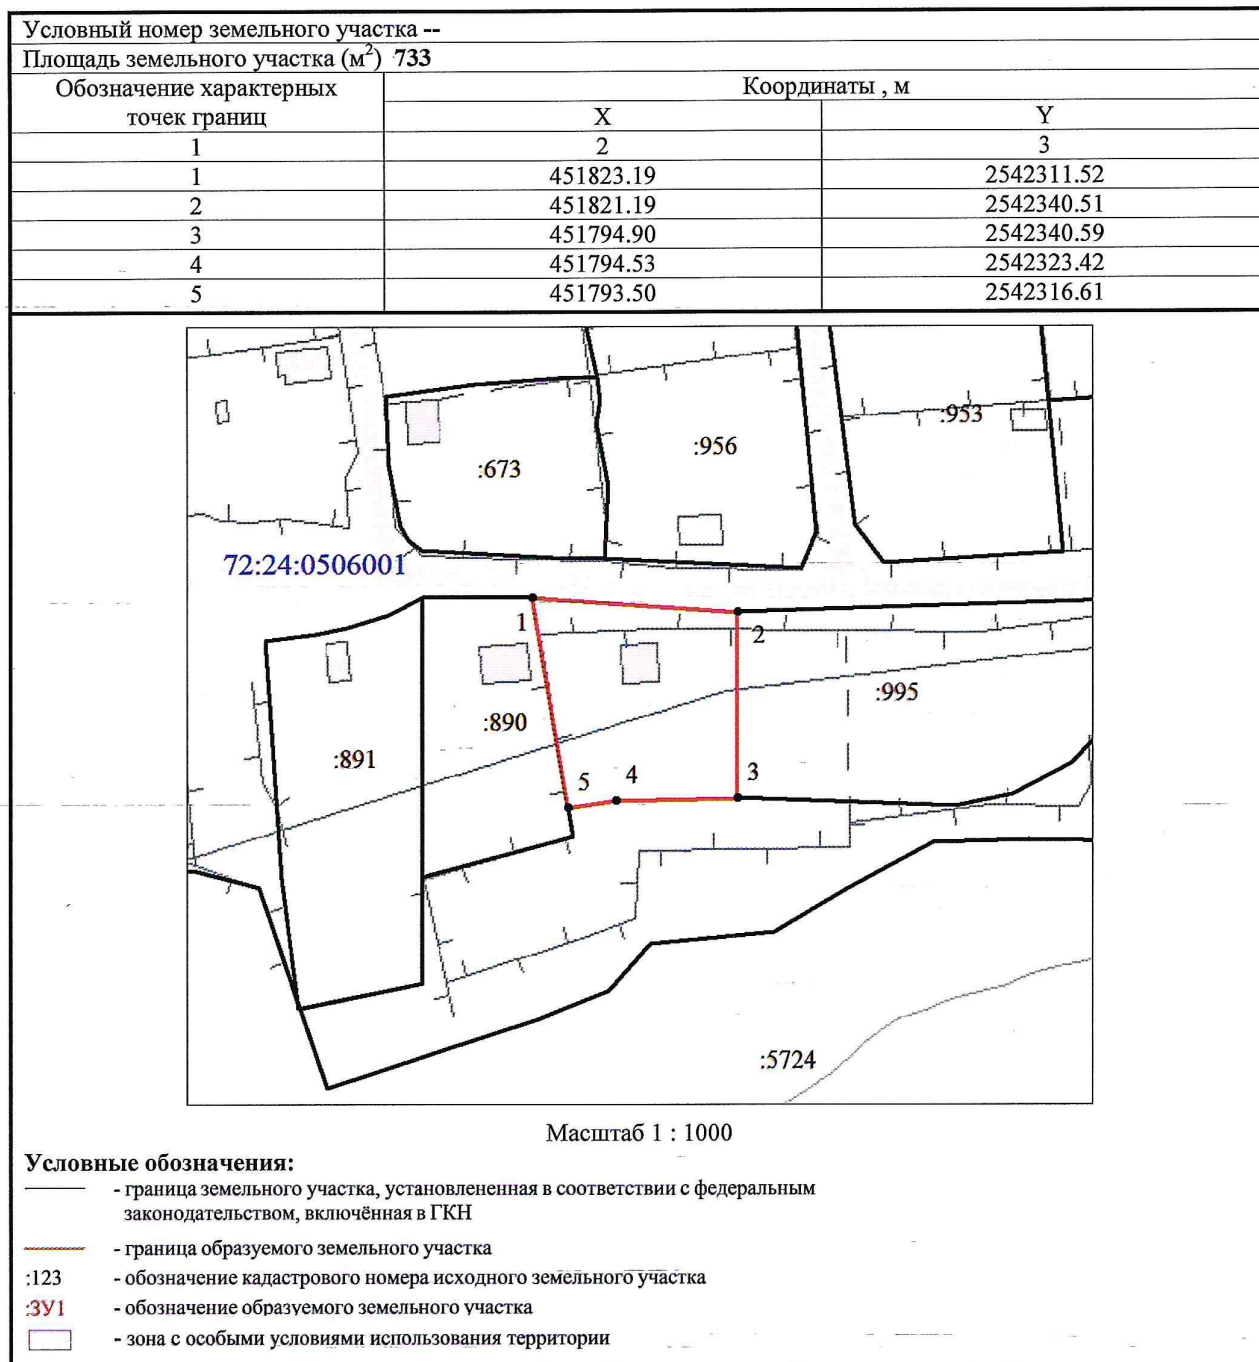 Условный номер земельного участка --
Площадь земельного участка (м²) 733
Обозначение характерных точек границ
Координаты , м
X Y
1 2 3
1 451823.19 2542311.52
2 451821.19 2542340.51
3 451794.90 2542340.59
4 451794.53 2542323.42
5 451793.50 2542316.61
:953
:956
:673
72:24:0506001
1
2
:995
:890
:891
5
4
3
:5724
Масштаб 1 : 1000
Условные обозначения:
- граница земельного участка, установлененная в соответствии с федеральным
законодательством, включённая в ГКН
- граница образуемого земельного участка
:123 - обозначение кадастрового номера исходного земельного участка
:ЗУ1 - обозначение образуемого земельного участка
- зона с особыми условиями использования территории